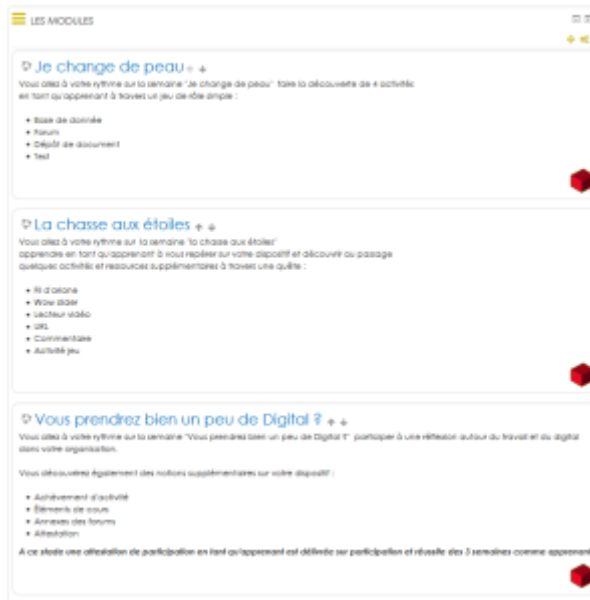 LES MODULES
Je change de peau
Vous allez à votre rythme sur la semaine "Je change de peau" faire la découverte de 4 activités
en tant qu'apprenant à travers un jeu de rôle simple :
Base de donnée
Forum
Dépôt de document
Test
La chasse aux étoiles
Vous allez à votre rythme sur la semaine "la chasse aux étoiles"
apprendre en tant qu'apprenant à vous repérer sur votre dispositif et découvrir au passage
quelques activités et ressources supplémentaires à travers une quête :
Fil d'ariane
Wow slider
Lecteur vidéo
URL
Commentaire
Activité jeu
Vous prendrez bien un peu de Digital ?
Vous allez à votre rythme sur la semaine "Vous prendrez bien un peu de Digital ?" participer à une réflexion autour du travail et du digital
dans votre organisation.
Vous découvrirez également des notions supplémentaires sur votre dispositif :
Achèvement d'activité
Éléments de cours
Annexes des forums
Attestation
A ce stade une attestation de participation en tant qu'apprenant est délivrée sur participation et réussite des 3 semaines comme apprenant